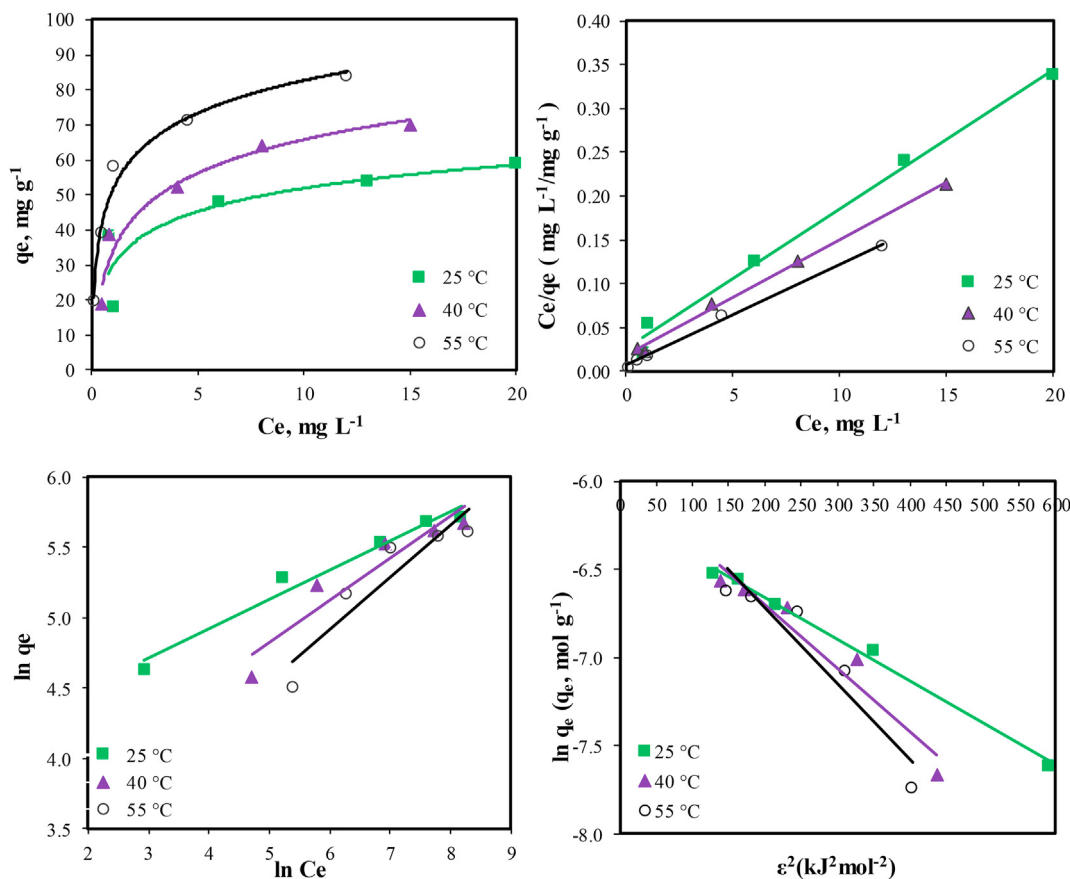 100
90
80
70
60
50
40
30
20
10
0
qe, mg g-1
25 °C
40 °C
55 °C
0 5 10 15 20
Ce, mg L-1
0.40
0.35
0.30
0.25
0.20
0.15
0.10
0.05
0.00
Ce/qe ( mg L-1/mg g-1)
25 °C
40 °C
55 °C
0 5 10 15 20
Ce, mg L-1
6.0
5.5
5.0
4.5
4.0
3.5
ln qe
25 °C
40 °C
55 °C
2 3 4 5 6 7 8 9
ln Ce
-6.0
-6.5
-7.0
-7.5
-8.0
0 50 100 150 200 250 300 350 400 450 500 550 600
ln qe (qe, mol g-1)
25 °C
40 °C
55 °C
ε2(kJ2mol-2)